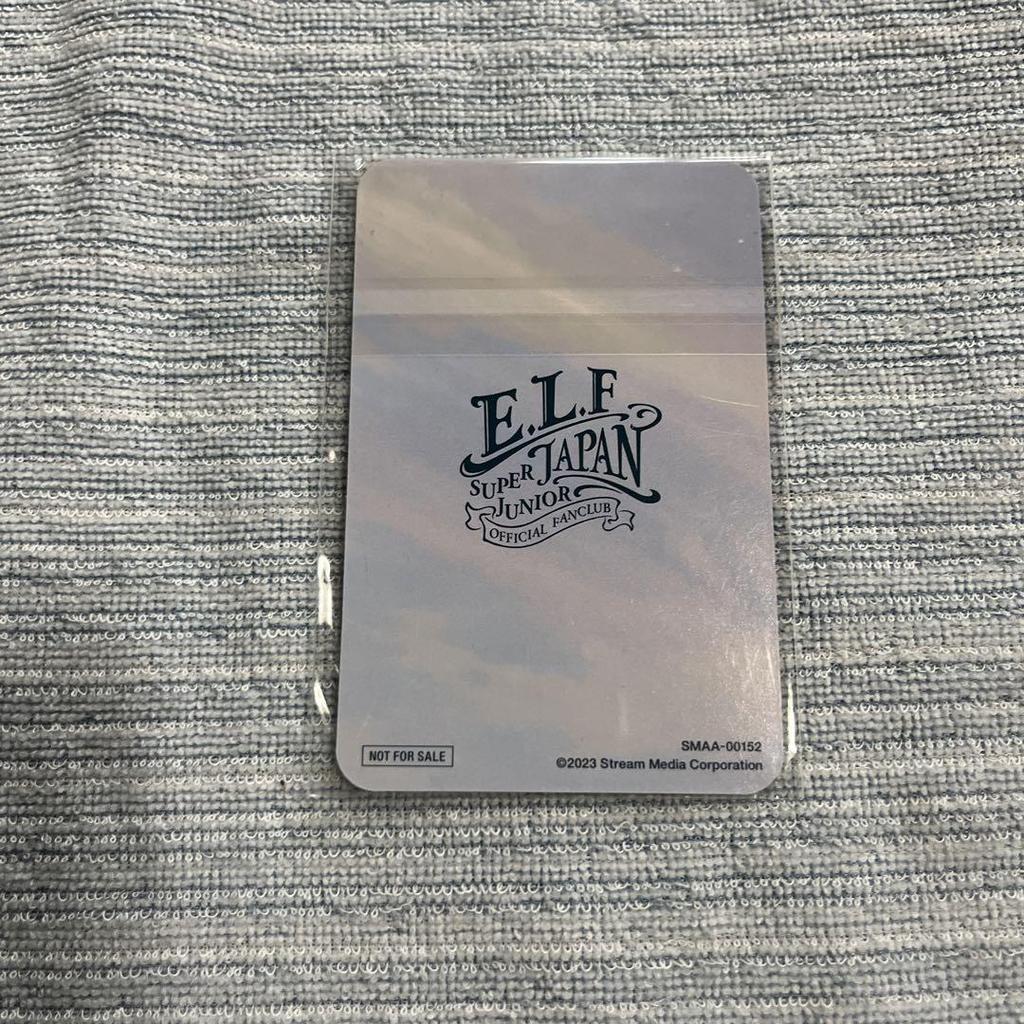 E.L.F
JAPAN
SUPER
JUNIOR
OFFICIAL FANCLUB
NOT FOR SALE
SMAA-00152
©2023 Stream Media Corporation